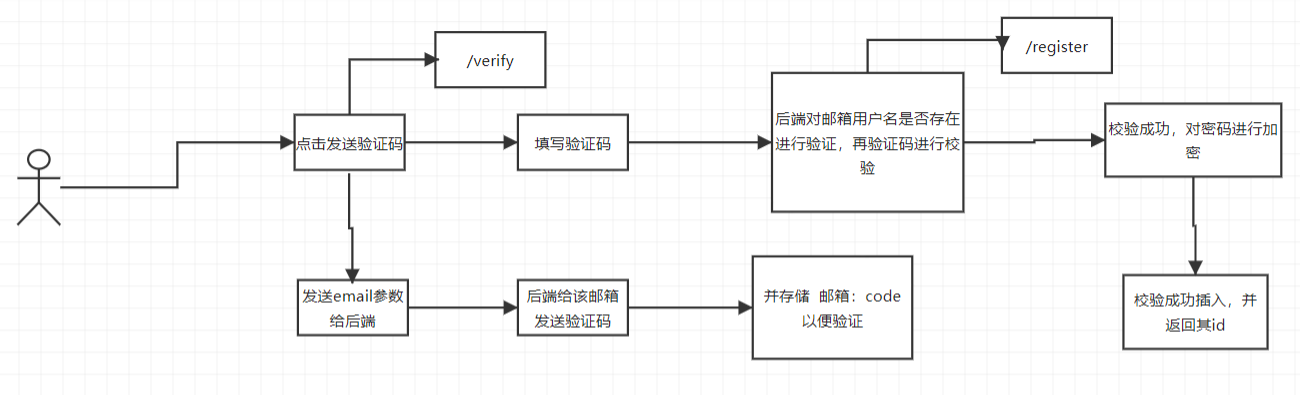 /verify
/register
点击发送验证码
填写验证码
后端对邮箱用户名是否存在
进行验证，再验证码进行校
验
校验成功，对密码进行加
密
发送email参数
给后端
后端给该邮箱
发送验证码
并存储 邮箱：code
以便验证
校验成功插入，并
返回其id